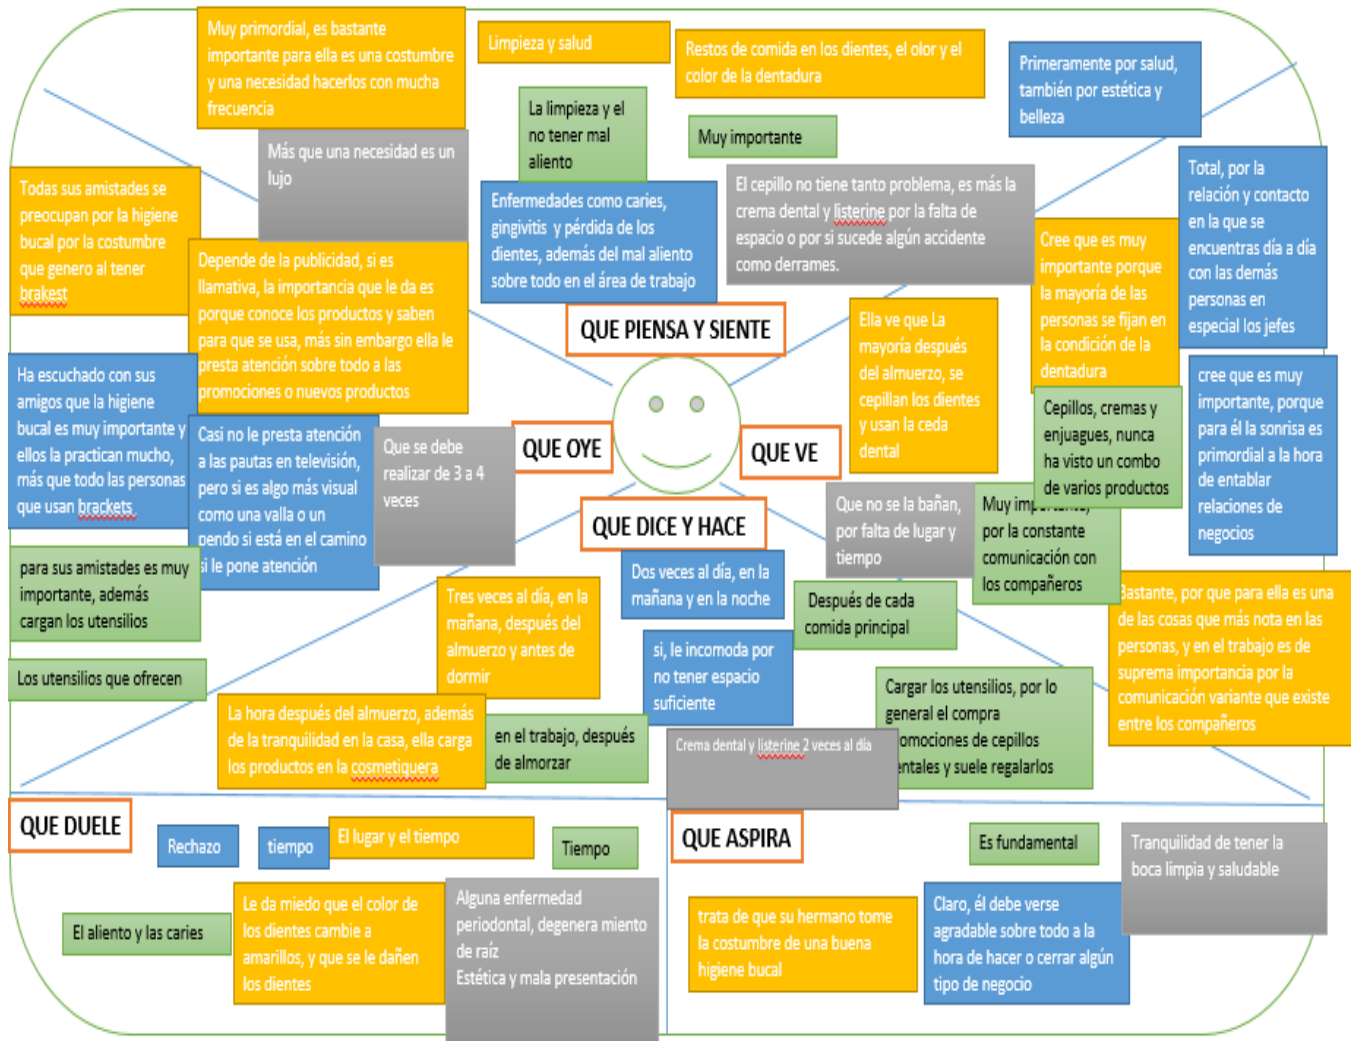 Muy primordial, es bastante
importante para ella es una costumbre
y una necesidad hacerlos con mucha
frecuencia
Limpieza y salud
Restos de comida en los dientes, el olor y el
color de la dentadura
Primeramente por salud,
también por estética y
belleza
La limpieza y el
no tener mal
aliento
Muy importante
Más que una necesidad es un
lujo
Enfermedades como caries,
gingivitis y pérdida de los
dientes, además del mal aliento
sobre todo en el área de trabajo
El cepillo no tiene tanto problema, es más la
crema dental y listerine por la falta de
espacio o por si sucede algún accidente
como derrames.
Total, por la
relación y contacto
en la que se
encuentras día a día
con las demás
personas en
especial los jefes
Todas sus amistades se
preocupan por la higiene
bucal por la costumbre
que genero al tener
brakest
Depende de la publicidad, si es
llamativa, la importancia que le da es
porque conoce los productos y saben
para que se usa, más sin embargo ella le
presta atención sobre todo a las
promociones o nuevos productos
QUE PIENSA Y SIENTE
Ella ve que La
mayoría después
del almuerzo, se
cepillan los dientes
y usan la ceda
dental
Cree que es muy
importante porque
la mayoría de las
personas se fijan en
la condición de la
dentadura
cree que es muy
importante, porque
para él la sonrisa es
primordial a la hora
de entablar
relaciones de
negocios
Ha escuchado con sus
amigos que la higiene
bucal es muy importante y
ellos la practican mucho,
más que todo las personas
que usan brackets.
Casi no le presta atención
a las pautas en televisión,
pero si es algo más visual
como una valla o un
pendo si está en el camino
si le pone atención
Que se debe
realizar de 3 a 4
veces
QUE OYE
QUE VE
Cepillos, cremas y
enjuagues, nunca
ha visto un combo
de varios productos
Que no se la bañan,
por falta de lugar y
tiempo
Muy importante,
por la constante
comunicación con
los compañeros
QUE DICE Y HACE
para sus amistades es muy
importante, además
cargan los utensilios
Los utensilios que ofrecen
Tres veces al día, en la
mañana, después del
almuerzo y antes de
dormir
Dos veces al día, en la
mañana y en la noche
Después de cada
comida principal
Bastante, por que para ella es una
de las cosas que más nota en las
personas, y en el trabajo es de
suprema importancia por la
comunicación variante que existe
entre los compañeros
si, le incomoda por
no tener espacio
suficiente
Cargar los utensilios, por lo
general el compra
promociones de cepillos
dentales y suele regalarlos
La hora después del almuerzo, además
de la tranquilidad en la casa, ella carga
los productos en la cosmetiquera
en el trabajo, después
de almorzar
Crema dental y listerine 2 veces al día
QUE DUELE
Rechazo
tiempo
El lugar y el tiempo
Tiempo
El aliento y las caries
Le da miedo que el color de
los dientes cambie a
amarillos, y que se le dañen
los dientes
Alguna enfermedad
periodontal, degenera miento
de raíz
Estética y mala presentación
QUE ASPIRA
Es fundamental
Tranquilidad de tener la
boca limpia y saludable
trata de que su hermano tome
la costumbre de una buena
higiene bucal
Claro, él debe verse
agradable sobre todo a la
hora de hacer o cerrar algún
tipo de negocio